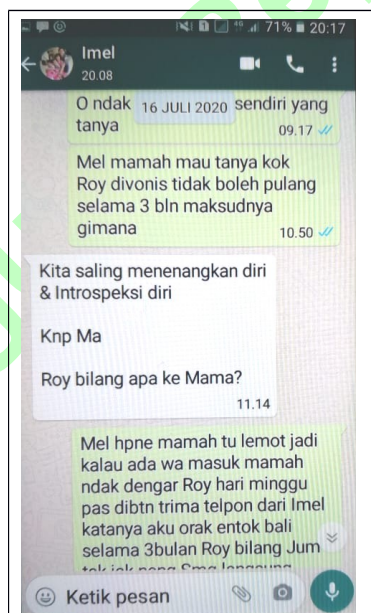 71% 20:17
Imel
20.08
O ndak sendiri yang
16 JULI 2020
tanya
09.17
Mel mamah mau tanya kok
Roy divonis tidak boleh pulang
selama 3 bln maksudnya
gimana
10.50
Kita saling menenangkan diri
& Introspeksi diri
Knp Ma
Roy bilang apa ke Mama?
11.14
Mel hpne mamah tu lemot jadi
kalau ada wa masuk mamah
ndak dengar Roy hari minggu
pas dibtn trima telpon dari Imel
katanya aku orak entok bali
selama 3bulan Roy bilang Jum
Ketik pesan